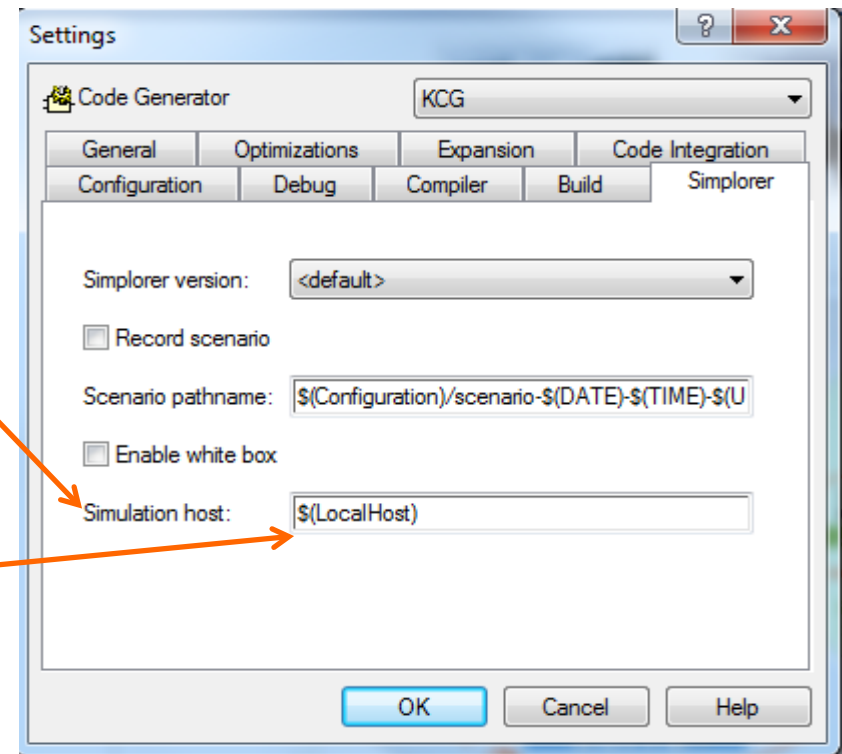 Settings
?
X
Code Generator KCG
General Optimizations Expansion Code Integration
Configuration Debug Compiler Build Simplorer
Simplorer version: <default>
Record scenario
Scenario pathname: $(Configuration)/scenario-$(DATE)-$(TIME)-$(U
Enable white box
Simulation host: $(LocalHost)
OK Cancel Help